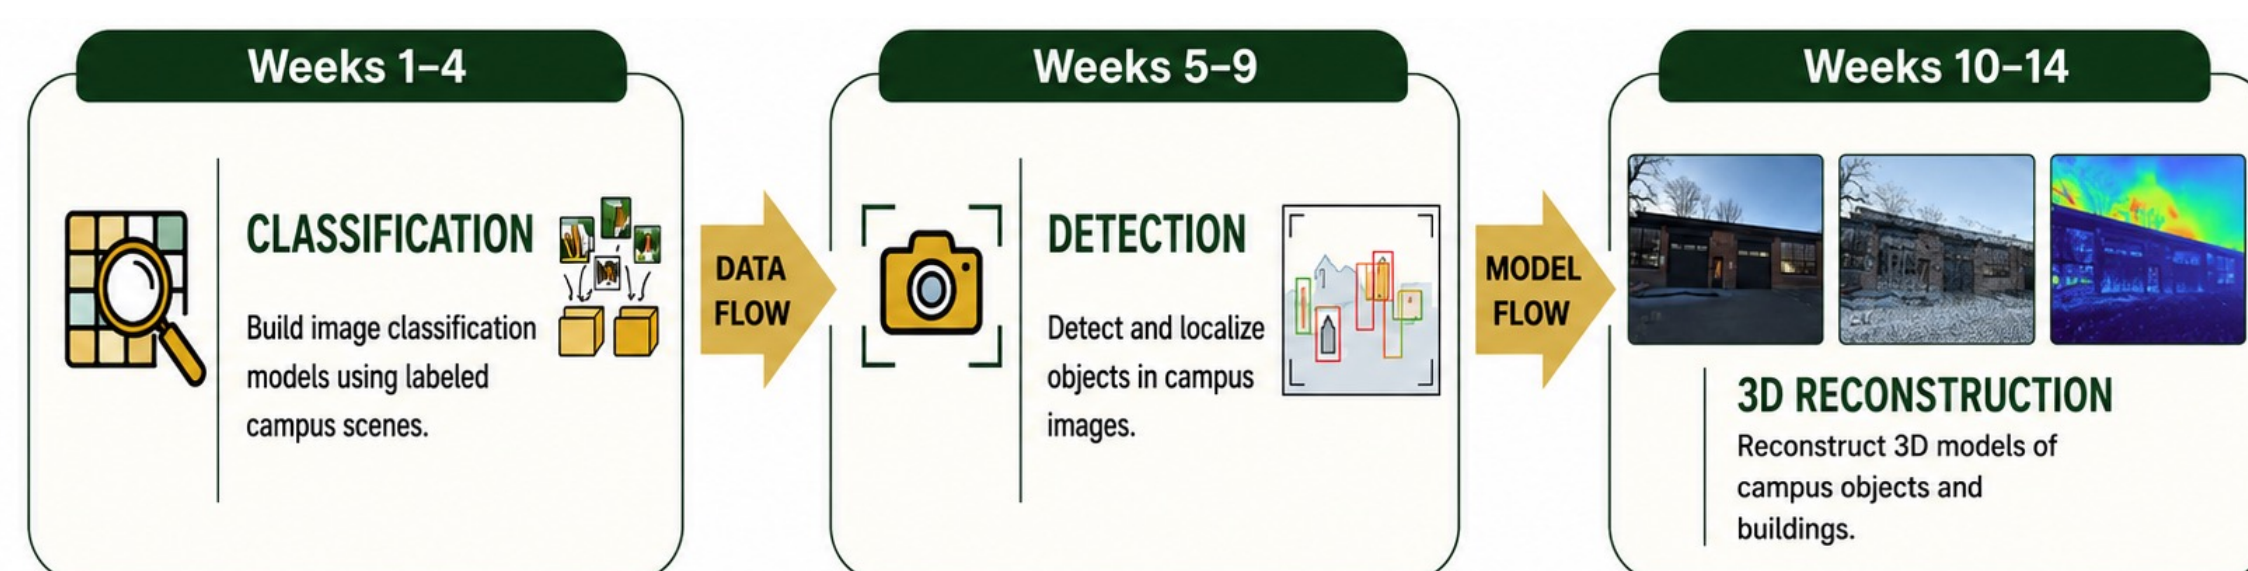 Weeks 1–4
CLASSIFICATION
Build image classification
models using labeled
campus scenes.
DATA
FLOW
Weeks 5–9
DETECTION
Detect and localize
objects in campus
images.
MODEL
FLOW
Weeks 10–14
3D RECONSTRUCTION
Reconstruct 3D models of
campus objects and
buildings.